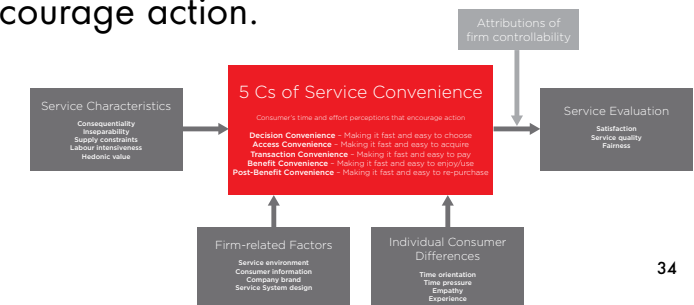 courage action.
Attributions of
firm controllability
5 Cs of Service Convenience
Consumer's time and effort perceptions that encourage action
Decision Convenience – Making it fast and easy to choose
Access Convenience – Making it fast and easy to acquire
Transaction Convenience – Making it fast and easy to pay
Benefit Convenience – Making it fast and easy to enjoy/use
Post-Benefit Convenience – Making it fast and easy to re-purchase
Service Characteristics
Consequentiality
Inseparability
Supply constraints
Labour intensiveness
Hedonic value
Service Evaluation
Satisfaction
Service quality
Fairness
Firm-related Factors
Service environment
Consumer information
Company brand
Service System design
Individual Consumer
Differences
Time orientation
Time pressure
Empathy
Experience
34